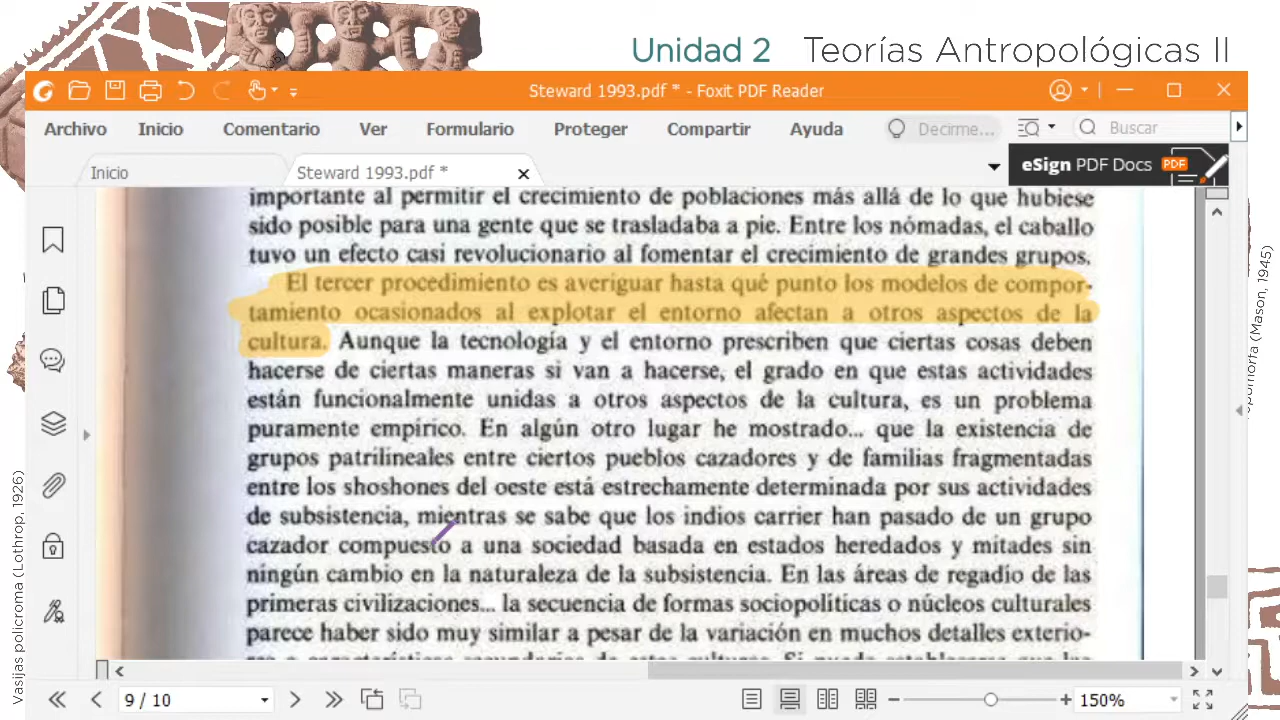 Unidad 2 Teorías Antropológicas II
Steward 1993.pdf * - Foxit PDF Reader
Archivo Inicio Comentario Ver Formulario Proteger Compartir Ayuda Decirme... Buscar
Inicio Steward 1993.pdf * eSign PDF Docs PDF
importante al permitir el crecimiento de poblaciones más allá de lo que hubiese
sido posible para una gente que se trasladaba a pie. Entre los nómadas, el caballo
tuvo un efecto casi revolucionario al fomentar el crecimiento de grandes grupos.
El tercer procedimiento es averiguar hasta qué punto los modelos de compor-
tamiento ocasionados al explotar el entorno afectan a otros aspectos de la
cultura. Aunque la tecnología y el entorno prescriben que ciertas cosas deben
hacerse de ciertas maneras si van a hacerse, el grado en que estas actividades
están funcionalmente unidas a otros aspectos de la cultura, es un problema
puramente empírico. En algún otro lugar he mostrado... que la existencia de
grupos patrilineales entre ciertos pueblos cazadores y de familias fragmentadas
entre los shoshones del oeste está estrechamente determinada por sus actividades
de subsistencia, mientras se sabe que los indios carrier han pasado de un grupo
cazador compuesto a una sociedad basada en estados heredados y mitades sin
ningún cambio en la naturaleza de la subsistencia. En las áreas de regadío de las
primeras civilizaciones... la secuencia de formas sociopolíticas o núcleos culturales
parece haber sido muy similar a pesar de la variación en muchos detalles exterio-
9 / 10 150%
Vasijas policroma (Lothrop, 1926)
(Mason, 1945)